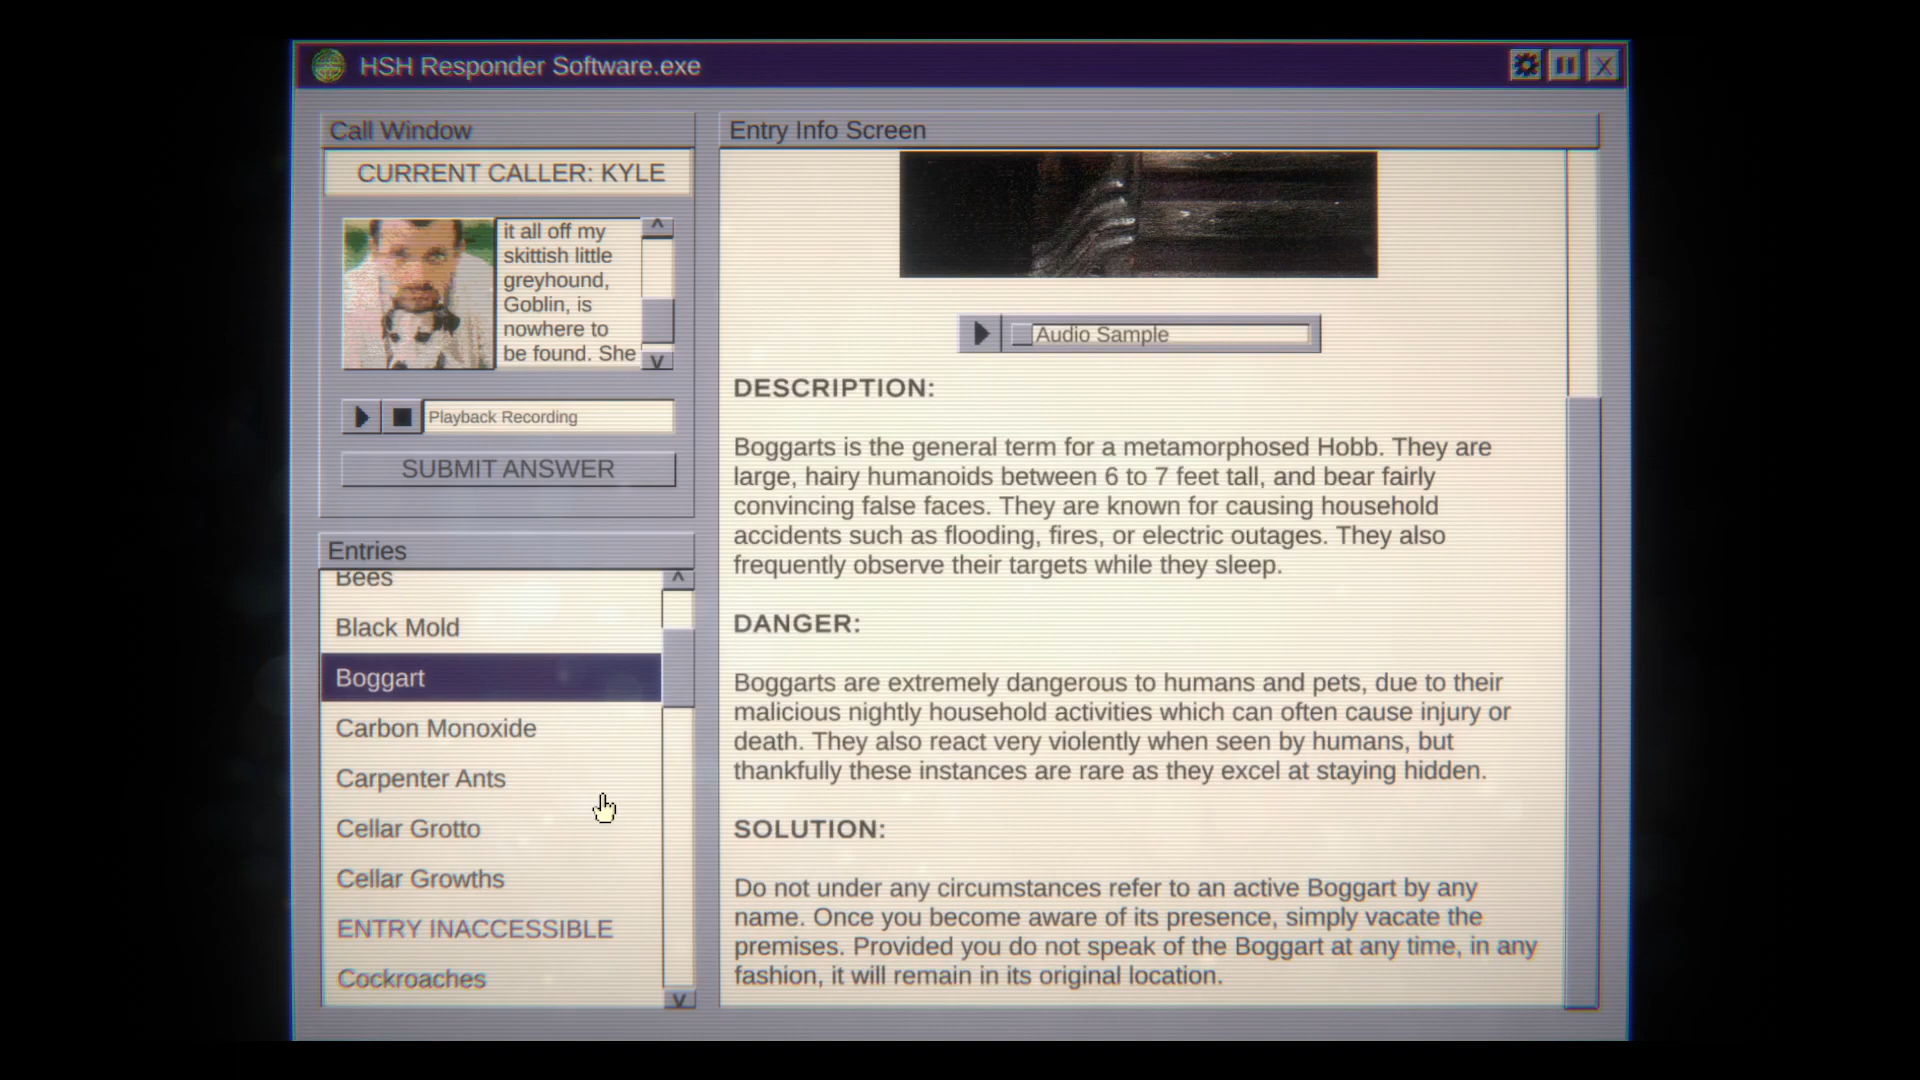 HSH Responder Software.exe
Call Window
CURRENT CALLER: KYLE
it all off my
skittish little
greyhound,
Goblin, is
nowhere to
be found. She
Playback Recording
SUBMIT ANSWER
Entries
Bees
Black Mold
Boggart
Carbon Monoxide
Carpenter Ants
Cellar Grotto
Cellar Growths
ENTRY INACCESSIBLE
Cockroaches
Entry Info Screen
Audio Sample
DESCRIPTION:
Boggarts is the general term for a metamorphosed Hobb. They are
large, hairy humanoids between 6 to 7 feet tall, and bear fairly
convincing false faces. They are known for causing household
accidents such as flooding, fires, or electric outages. They also
frequently observe their targets while they sleep.
DANGER:
Boggarts are extremely dangerous to humans and pets, due to their
malicious nightly household activities which can often cause injury or
death. They also react very violently when seen by humans, but
thankfully these instances are rare as they excel at staying hidden.
SOLUTION:
Do not under any circumstances refer to an active Boggart by any
name. Once you become aware of its presence, simply vacate the
premises. Provided you do not speak of the Boggart at any time, in any
fashion, it will remain in its original location.